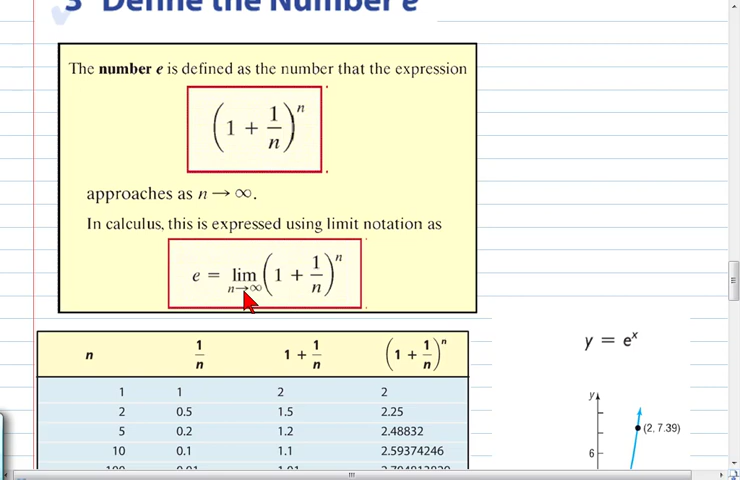 3 Define the Number e
The number e is defined as the number that the expression
(1 + 1/n)^n
approaches as n → ∞.
In calculus, this is expressed using limit notation as
e = lim n→∞ (1 + 1/n)^n
n 1/n 1 + 1/n (1 + 1/n)^n
1 1 2 2
2 0.5 1.5 2.25
5 0.2 1.2 2.48832
10 0.1 1.1 2.59374246
y = e^x
y
(2, 7.39)
6